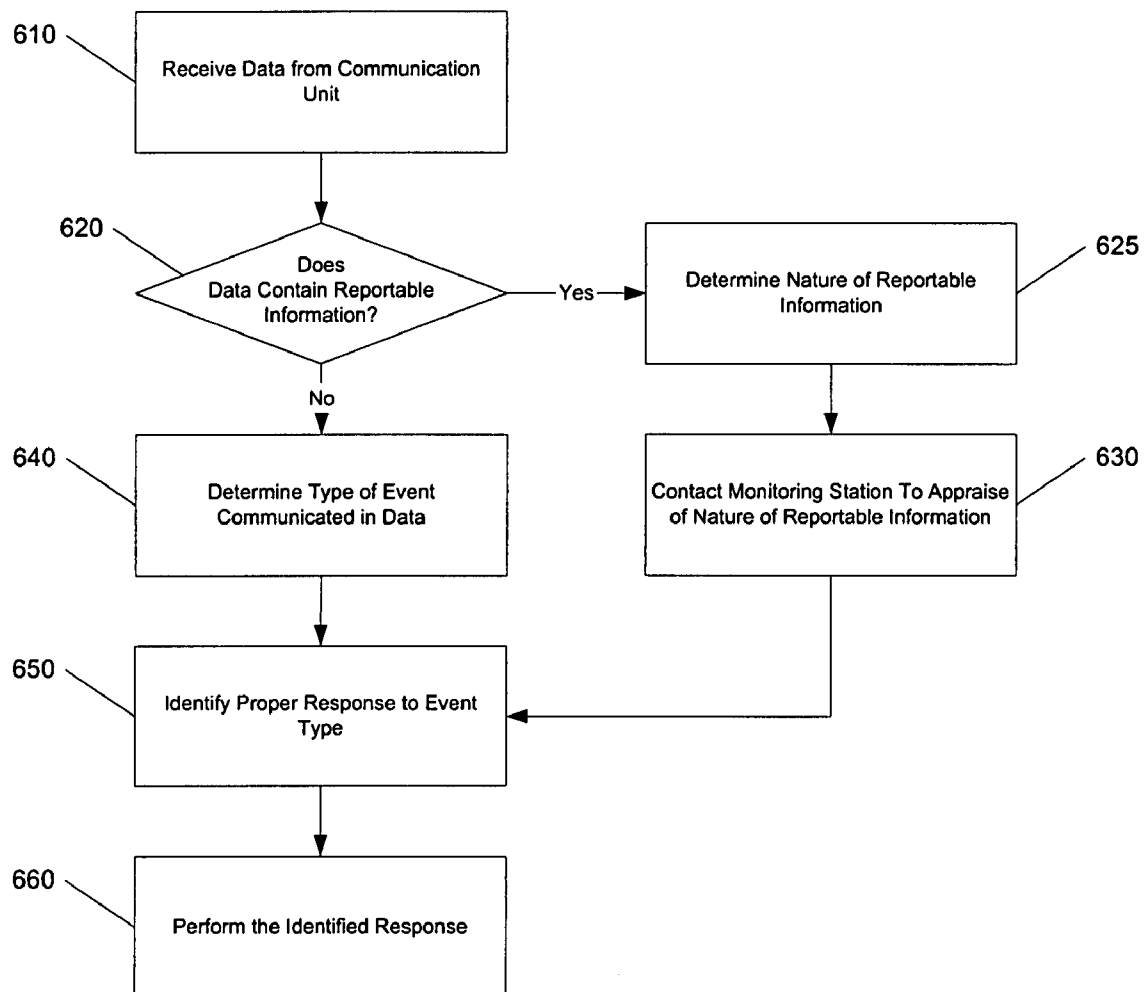 610
Receive Data from Communication
Unit
620
Does
Data Contain Reportable
Information?
Yes
625
Determine Nature of Reportable
Information
No
640
Determine Type of Event
Communicated in Data
630
Contact Monitoring Station To Appraise
of Nature of Reportable Information
650
Identify Proper Response to Event
Type
660
Perform the Identified Response